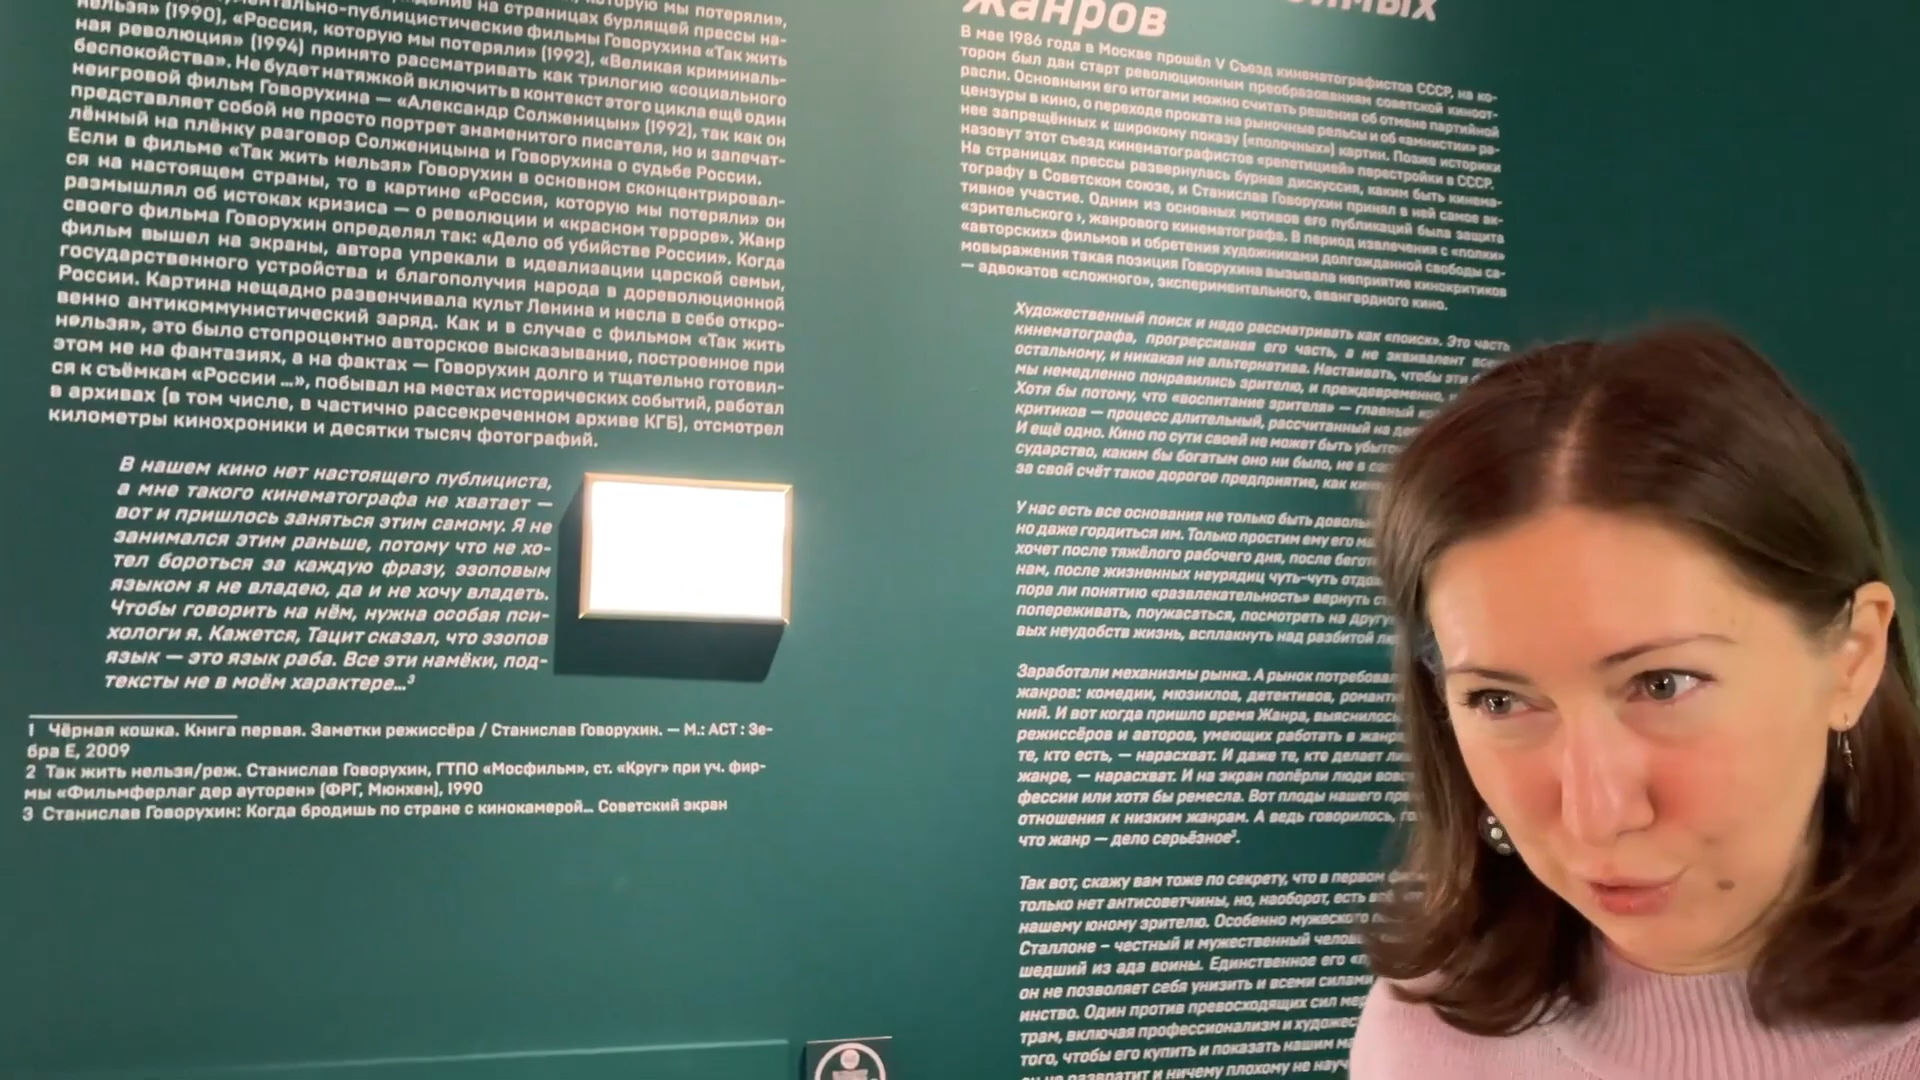 которую мы потеряли»,
на страницах бурлящей прессы на-
ментально-публицистические фильмы Говорухина «Так жить
нельзя» (1990), «Россия, которую мы потеряли» (1992), «Великая криминаль-
ная революция» (1994) принято рассматривать как трилогию «социального
беспокойства». Не будет натяжкой включить в контекст этого цикла ещё один
неигровой фильм Говорухина — «Александр Солженицын» (1992), так как он
представляет собой не просто портрет знаменитого писателя, но и запечат-
лённый на плёнку разговор Солженицына и Говорухина о судьбе России.
Если в фильме «Так жить нельзя» Говорухин в основном сконцентрировал-
ся на настоящем страны, то в картине «Россия, которую мы потеряли» он
размышлял об истоках кризиса — о революции и «красном терроре». Жанр
своего фильма Говорухин определял так: «Дело об убийстве России». Когда
фильм вышел на экраны, автора упрекали в идеализации царской семьи,
государственного устройства и благополучия народа в дореволюционной
России. Картина нещадно развенчивала культ Ленина и несла в себе откро-
венно антикоммунистический заряд. Как и в случае с фильмом «Так жить
нельзя», это было стопроцентно авторское высказывание, построенное при
этом не на фантазиях, а на фактах — Говорухин долго и тщательно готовил-
ся к съёмкам «России ...», побывал на местах исторических событий, работал
в архивах (в том числе, в частично рассекреченном архиве КГБ), отсмотрел
километры кинохроники и десятки тысяч фотографий.
В нашем кино нет настоящего публициста,
а мне такого кинематографа не хватает —
вот и пришлось заняться этим самому. Я не
занимался этим раньше, потому что не хо-
тел бороться за каждую фразу, эзоповым
языком я не владею, да и не хочу владеть.
Чтобы говорить на нём, нужна особая пси-
хологи я. Кажется, Тацит сказал, что эзопов
язык — это язык раба. Все эти намёки, под-
тексты не в моём характере...³
1 Чёрная кошка. Книга первая. Заметки режиссёра / Станислав Говорухин. — М.: АСТ : Зе-
бра Е, 2009
2 Так жить нельзя/реж. Станислав Говорухин, ГТПО «Мосфильм», ст. «Круг» при уч. фир-
мы «Фильмферлаг дер ауторен» (ФРГ, Мюнхен), 1990
3 Станислав Говорухин: Когда бродишь по стране с кинокамерой... Советский экран
жанров
В мае 1986 года в Москве прошёл V Съезд кинематографистов СССР, на ко-
тором был дан старт революционным преобразованиям советской киноот-
расли. Основными его итогами можно считать решения об отмене партийной
цензуры в кино, о переходе проката на рыночные рельсы и об «амнистии» ра-
нее запрещённых к широкому показу («полочных») картин. Позже историки
назовут этот съезд кинематографистов «репетицией» перестройки в СССР.
На страницах прессы развернулась бурная дискуссия, каким быть кинема-
тографу в Советском союзе, и Станислав Говорухин принял в ней самое ак-
тивное участие. Одним из основных мотивов его публикаций была защита
«зрительского», жанрового кинематографа. В период извлечения с «полки»
«авторских» фильмов и обретения художниками долгожданной свободы са-
мовыражения такая позиция Говорухина вызывала неприятие кинокритиков
— адвокатов «сложного», экспериментального, авангардного кино.
Художественный поиск и надо рассматривать как «поиск». Это часть
кинематографа, прогрессивная его часть, а не эквивалент
остальному, и никакая не альтернатива. Настаивать, чтобы эти
мы немедленно понравились зрителю, и преждевременно,
Хотя бы потому, что «воспитание зрителя» — главный
критиков — процесс длительный, рассчитанный на
И ещё одно. Кино по сути своей не может быть
сударство, каким бы богатым оно ни было, не в
за свой счёт такое дорогое предприятие, как
У нас есть все основания не только быть
но даже гордиться им. Только простим ему его
хочет после тяжёлого рабочего дня, после
нам, после жизненных неурядиц чуть-чуть
пора ли понятию «развлекательность» вернуть
попереживать, поужасаться, посмотреть на
вых неудобств жизнь, всплакнуть над разбитой
Заработали механизмы рынка. А рынок
жанров: комедии, мюзиклов, детективов,
ний. И вот когда пришло время Жанра,
режиссёров и авторов, умеющих работать в
те, кто есть, — нарасхват. И даже те, кто делает
жанре, — нарасхват. И на экран попёрли люди
фессии или хотя бы ремесла. Вот плоды нашего
отношения к низким жанрам. А ведь говорилось,
что жанр — дело серьёзное³.
Так вот, скажу вам тоже по секрету, что в первом
только нет антисоветчины, но, наоборот, есть всё
нашему юному зрителю. Особенно мужеского
Сталлоне – честный и мужественный
шедший из ада войны. Единственное его
он не позволяет себя унизить и всеми силами
инство. Один против превосходящих сил
трам, включая профессионализм и
того, чтобы его купить и показать нашим
он не развратит и ничему плохому не